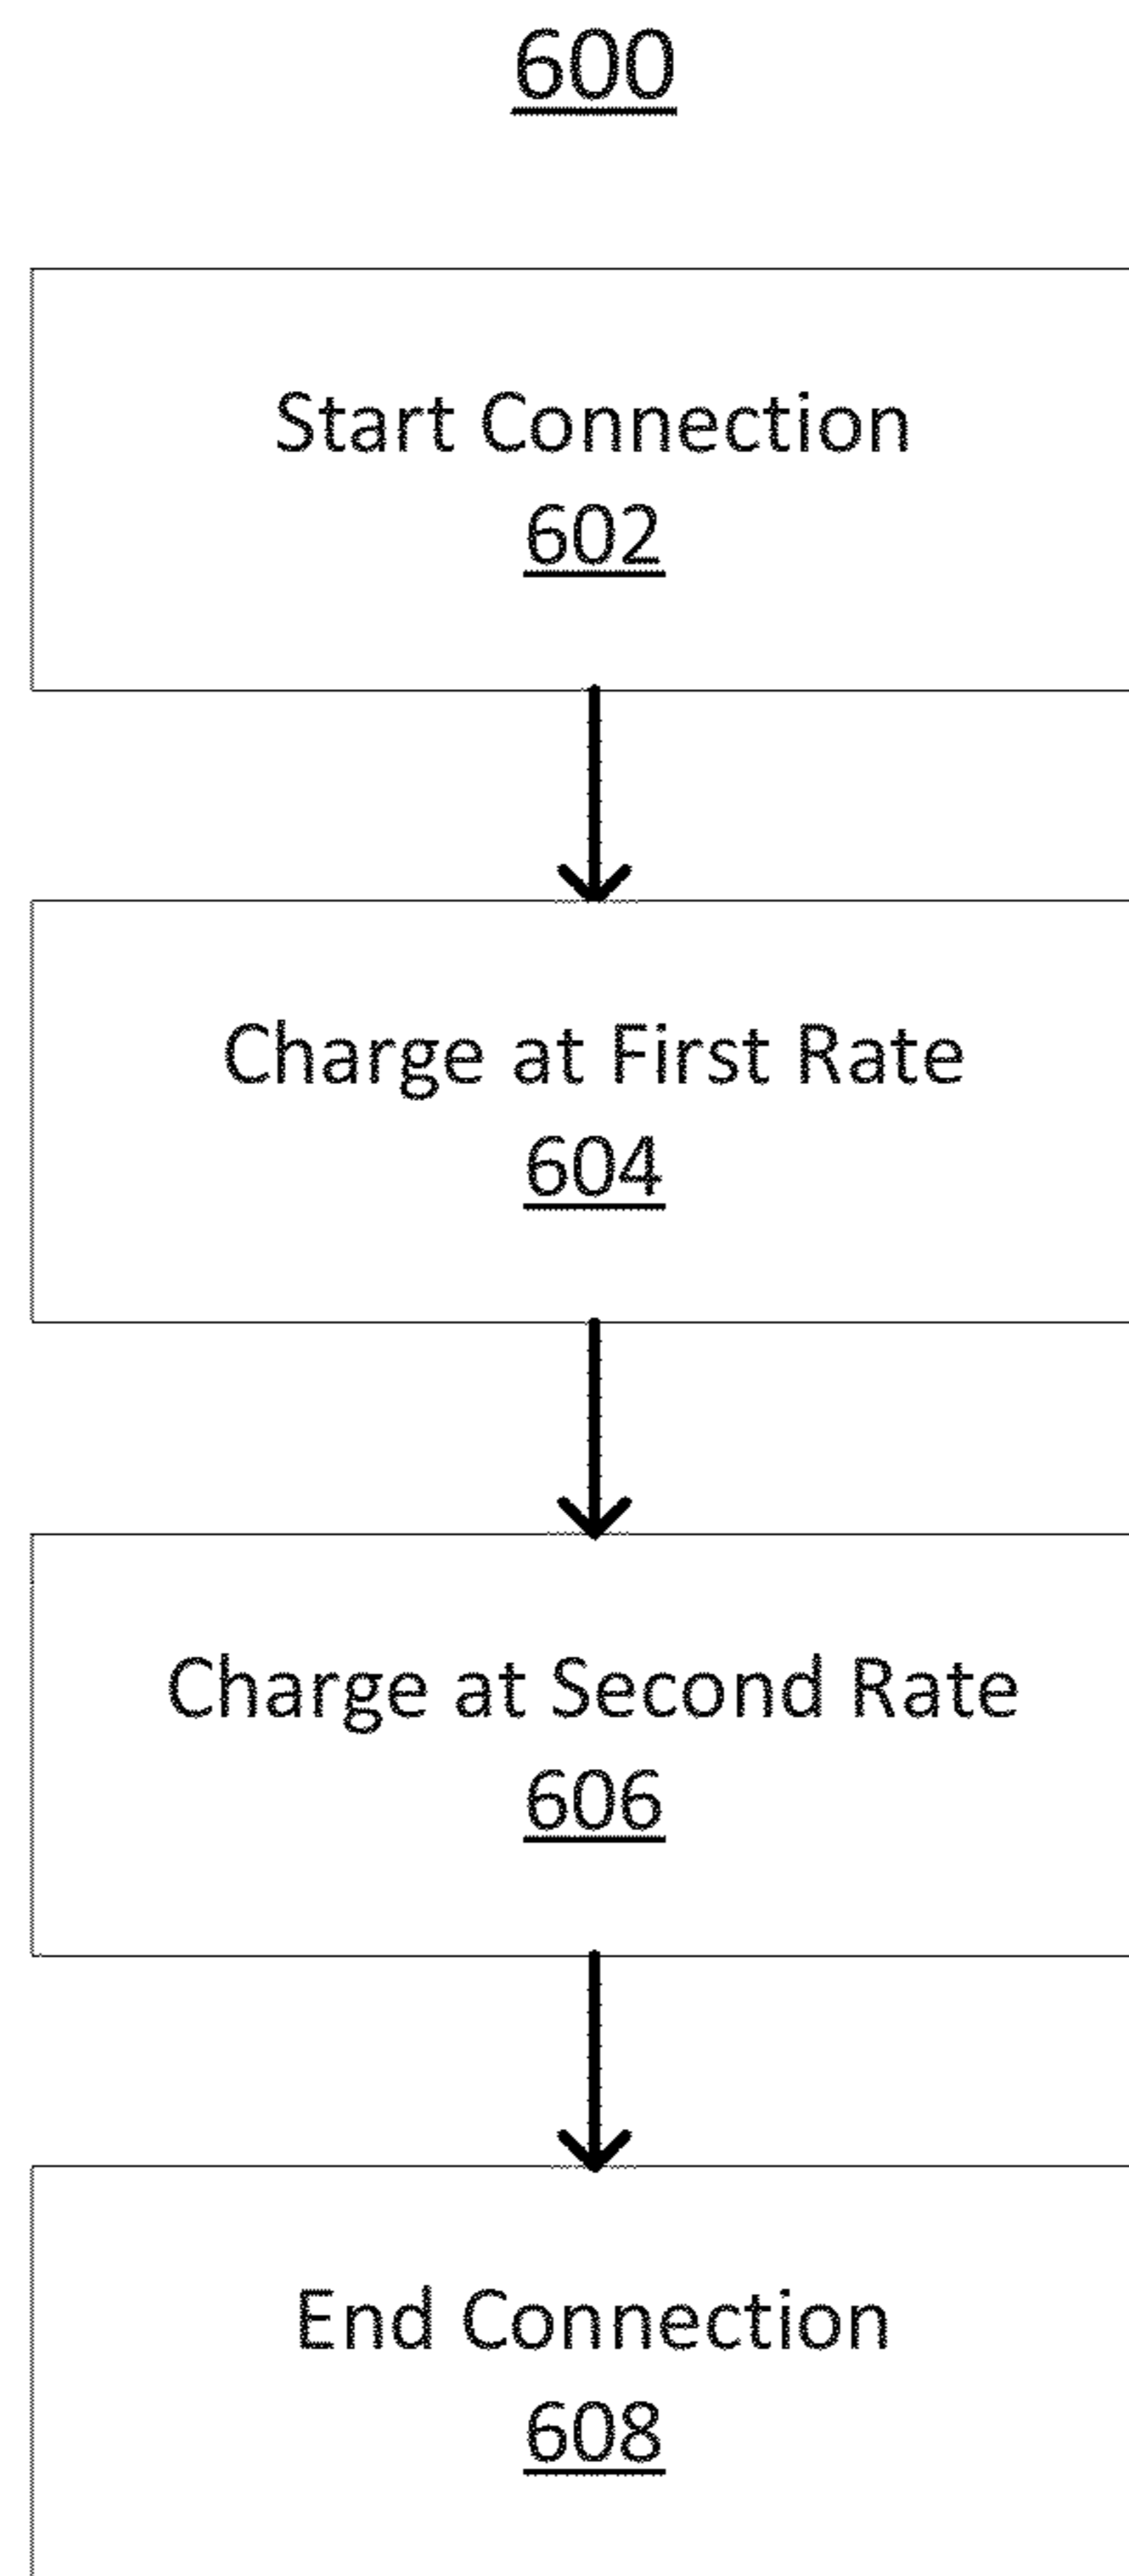 600
Start Connection
602
Charge at First Rate
604
Charge at Second Rate
606
End Connection
608